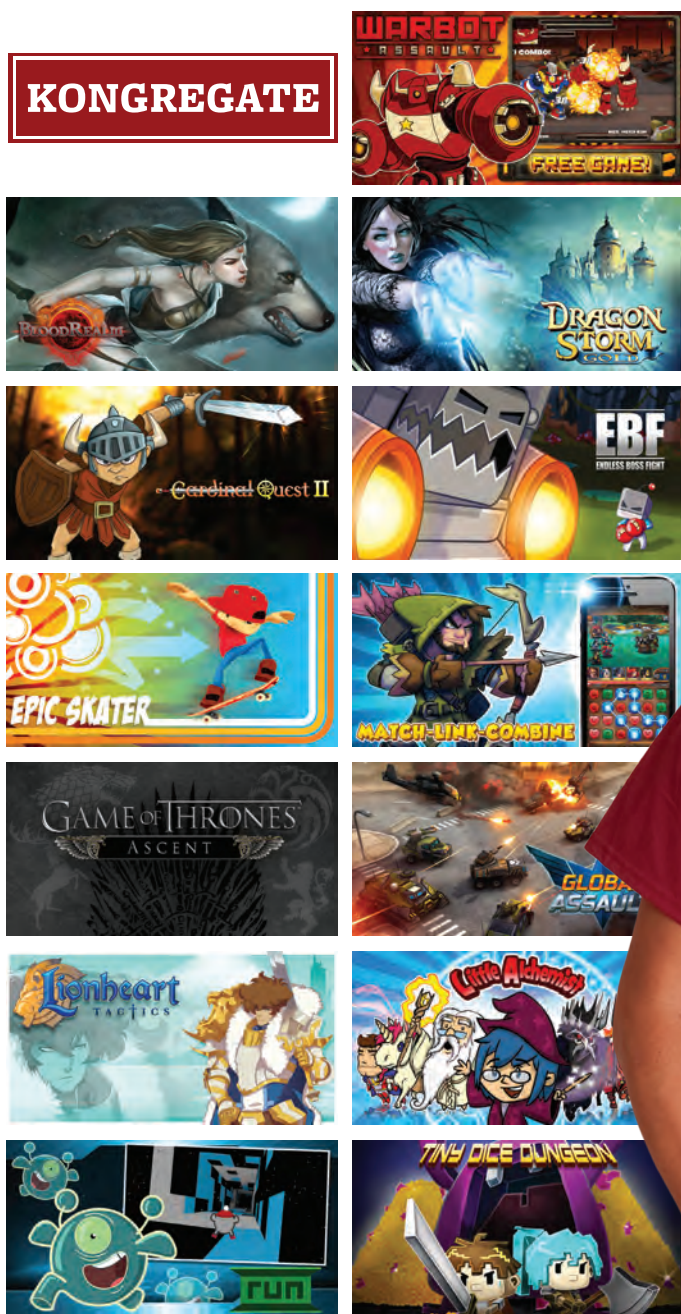 KONGREGATE
WARBOT
ASSAULT
COMBO!
FREE GAME!
BLOODREALM
DRAGON
STORM
GOLD
Cardinal Quest II
EBF
ENDLESS BOSS FIGHT
EPIC SKATER
MATCH-LINK-COMBINE
GAME OF THRONES
ASCENT
GLOBA
ASSAUL
Lionheart
TACTICS
Little Alchemist
run
TINY DICE DUNGEON